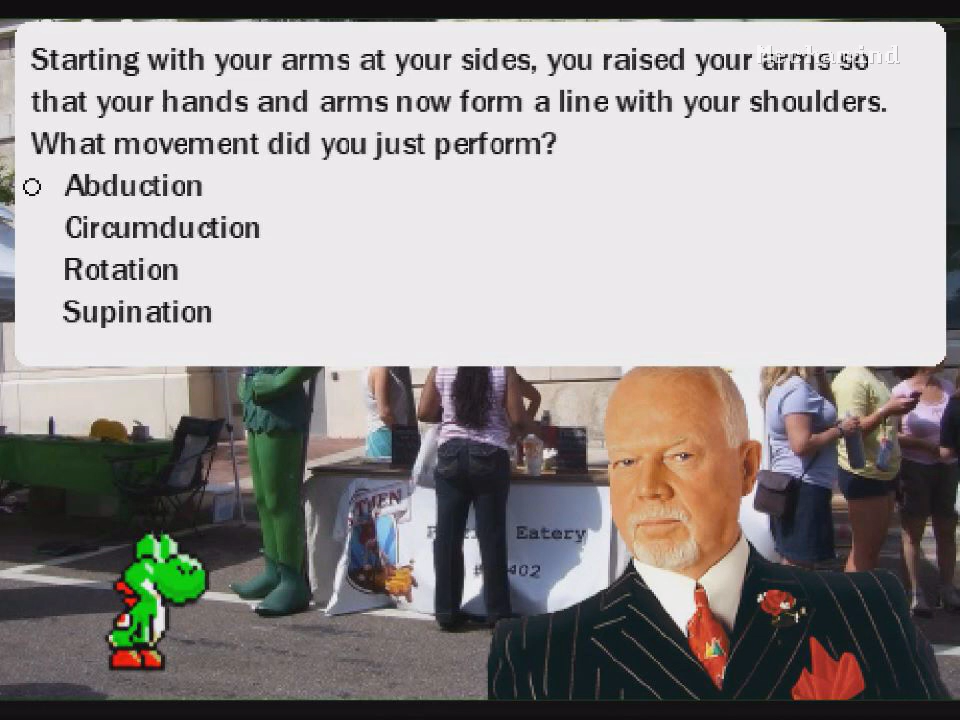 Mechamind
Starting with your arms at your sides, you raised your arms so
that your hands and arms now form a line with your shoulders.
What movement did you just perform?
Abduction
Circumduction
Rotation
Supination
Eatery